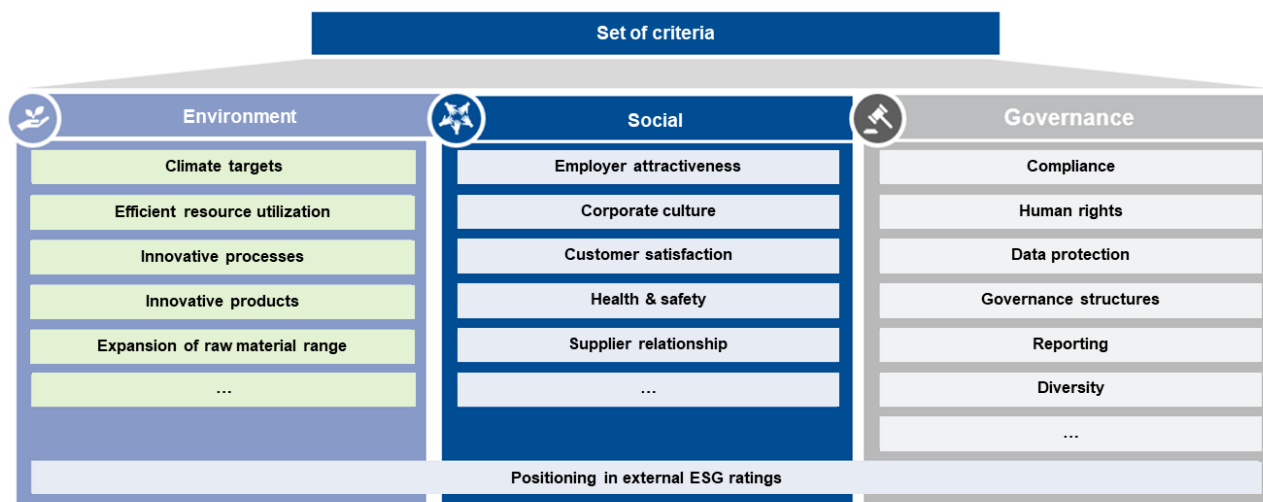 Set of criteria
Environment
Climate targets
Efficient resource utilization
Innovative processes
Innovative products
Expansion of raw material range
...
Social
Employer attractiveness
Corporate culture
Customer satisfaction
Health & safety
Supplier relationship
...
Governance
Compliance
Human rights
Data protection
Governance structures
Reporting
Diversity
...
Positioning in external ESG ratings